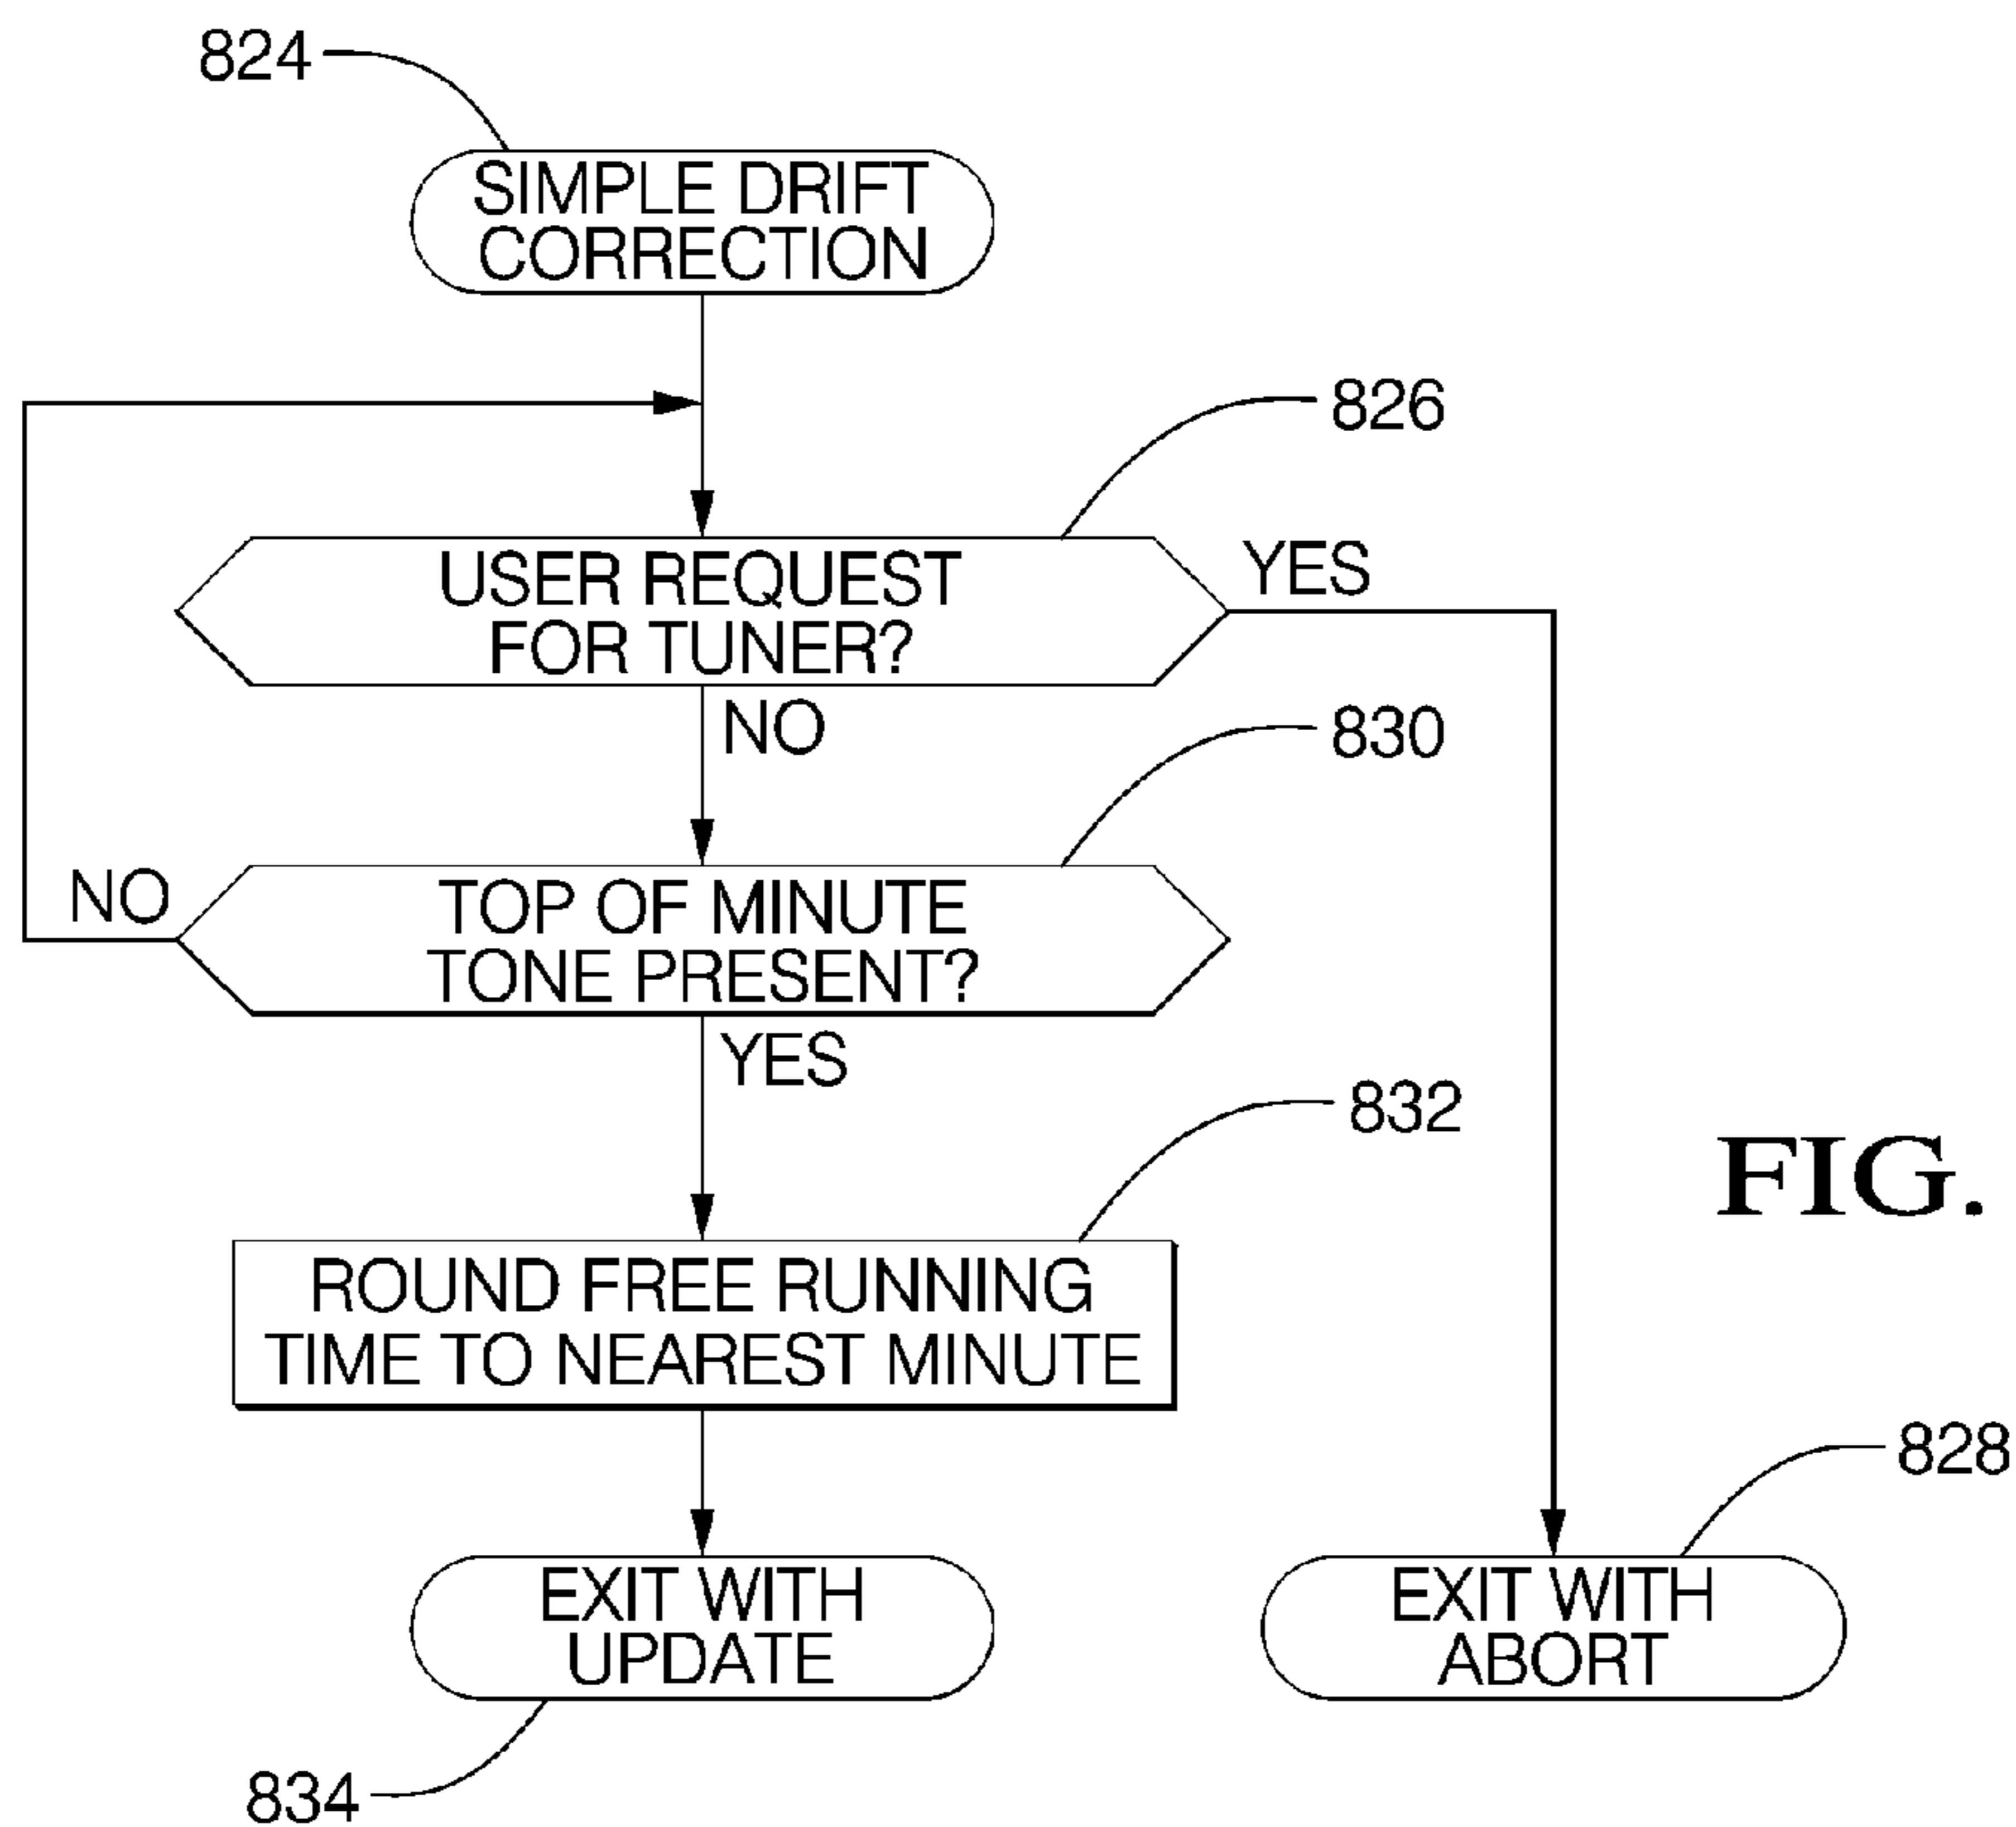 824
SIMPLE DRIFT
CORRECTION
826
USER REQUEST
FOR TUNER?
YES
NO
830
NO
TOP OF MINUTE
TONE PRESENT?
YES
832
FIG.
ROUND FREE RUNNING
TIME TO NEAREST MINUTE
828
EXIT WITH
UPDATE
EXIT WITH
ABORT
834